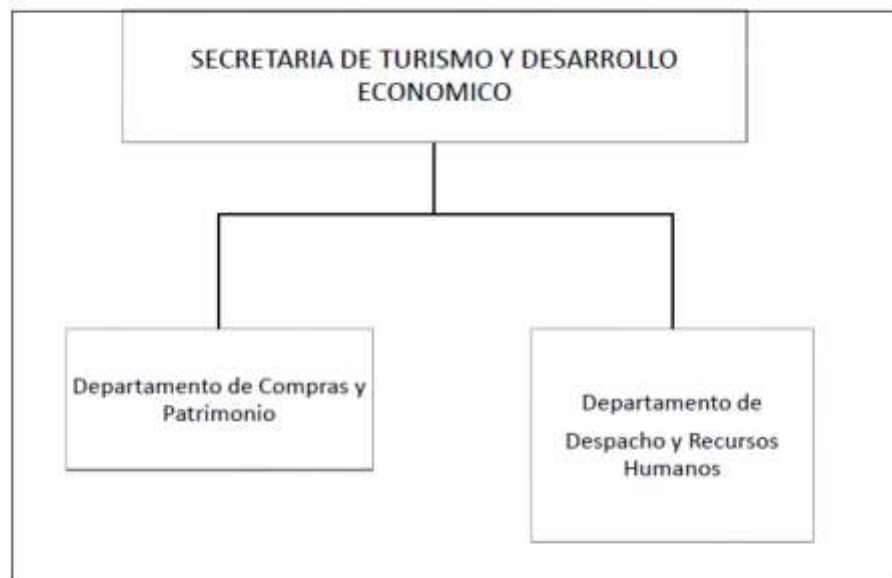 SECRETARIA DE TURISMO Y DESARROLLO
ECONOMICO
Departamento de Compras y
Patrimonio
Departamento de
Despacho y Recursos
Humanos